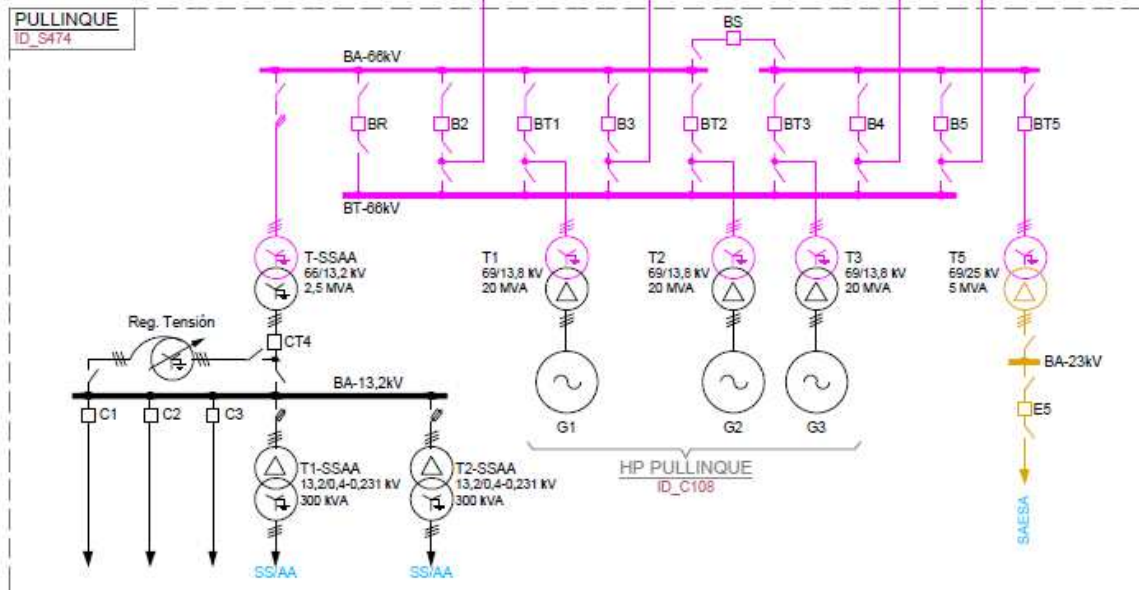 PULLINQUE
ID_S474
BS
BA-66kV
BR
B2
BT1
B3
BT2
BT3
B4
B5
BT5
BT-66kV
T-SSAA
66/13,2 kV
2,5 MVA
T1
69/13,8 kV
20 MVA
T2
69/13,8 kV
20 MVA
T3
69/13,8 kV
20 MVA
T5
69/25 kV
5 MVA
Reg. Tensión
CT4
BA-13,2kV
BA-23kV
C1
C2
C3
E5
G1
G2
G3
T1-SSAA
13,2/0,4-0,231 kV
300 kVA
T2-SSAA
13,2/0,4-0,231 kV
300 kVA
HP PULLINQUE
ID_C108
SAESA
SS/AA
SS/AA